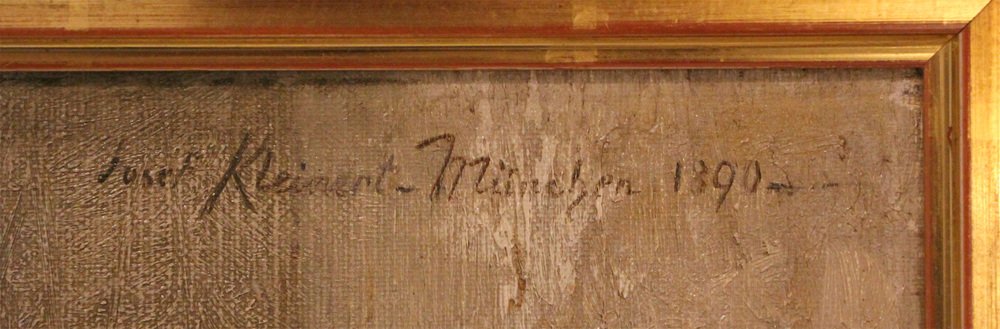 Josef Kleinert - München 1890